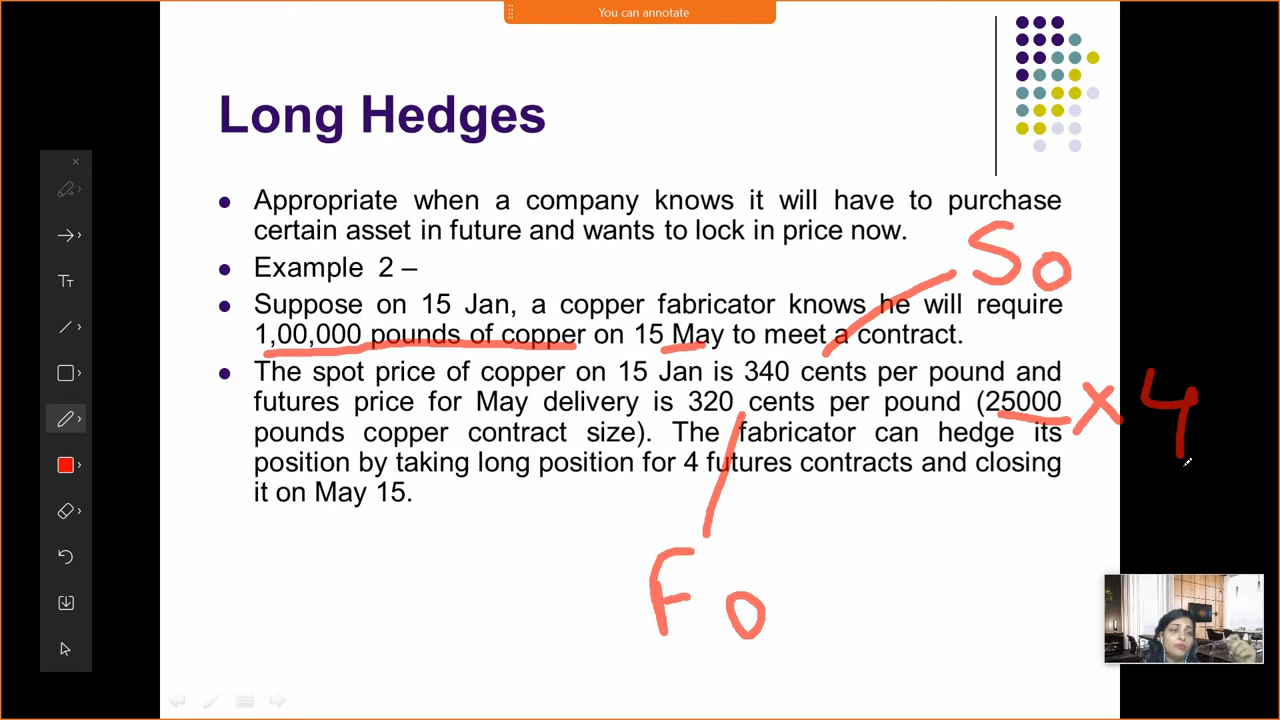 You can annotate
Long Hedges
Appropriate when a company knows it will have to purchase
certain asset in future and wants to lock in price now.
So
Example 2 –
Suppose on 15 Jan, a copper fabricator knows he will require
1,00,000 pounds of copper on 15 May to meet a contract.
The spot price of copper on 15 Jan is 340 cents per pound and
futures price for May delivery is 320 cents per pound (25000
x 4
pounds copper contract size). The fabricator can hedge its
position by taking long position for 4 futures contracts and closing
it on May 15.
Fo
Tт